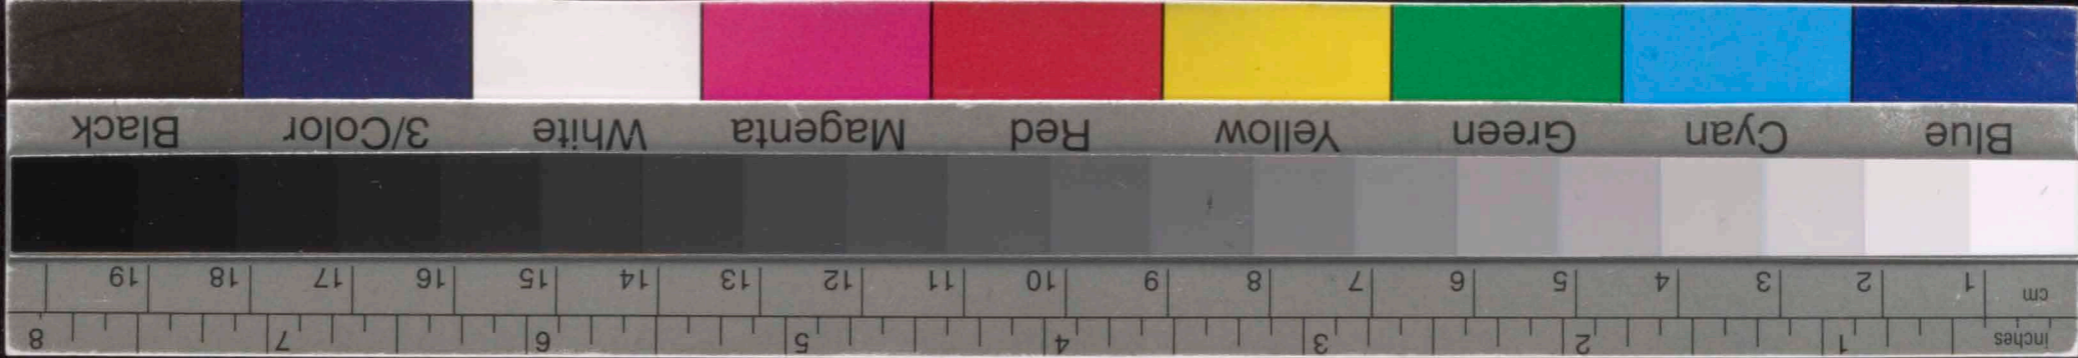 inches 1 2 3 4 5 6 7 8
cm 1 2 3 4 5 6 7 8 9 10 11 12 13 14 15 16 17 18 19
Blue Cyan Green Yellow Red Magenta White 3/Color Black